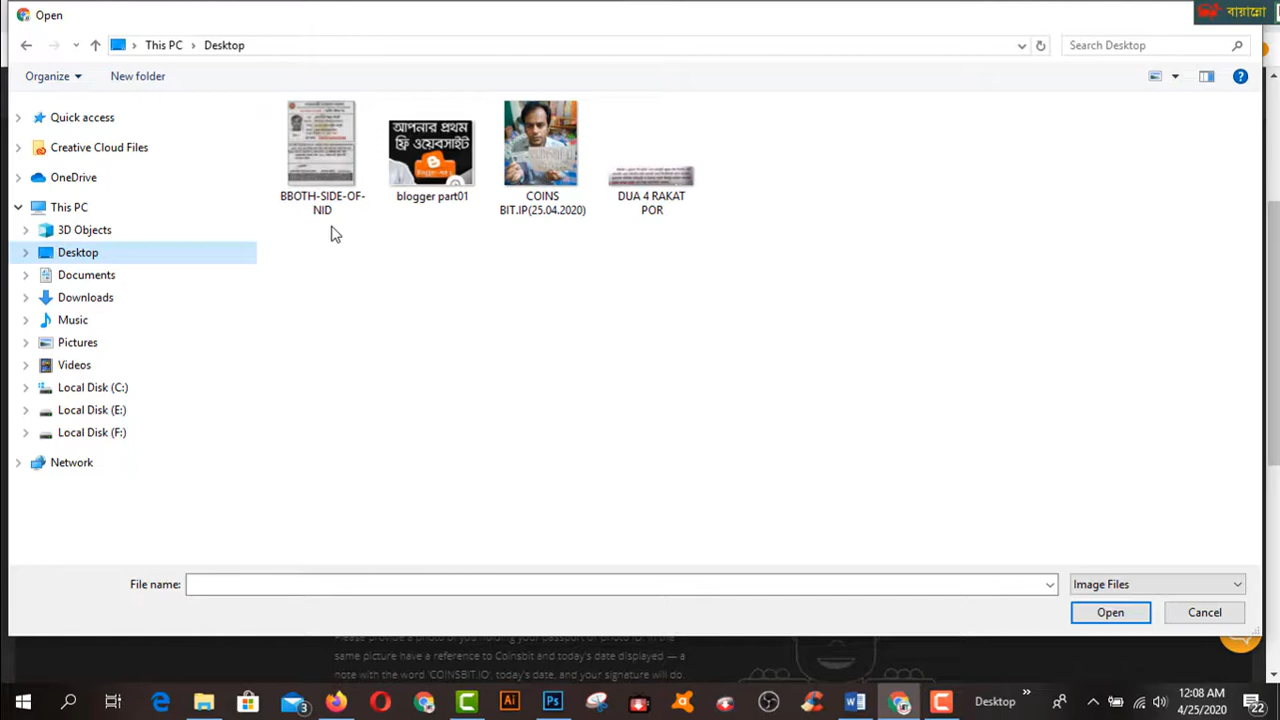 Open
বায়ান্নো
This PC
Desktop
Search Desktop
Organize
New folder
Quick access
Creative Cloud Files
OneDrive
This PC
3D Objects
Desktop
Documents
Downloads
Music
Pictures
Videos
Local Disk (C:)
Local Disk (E:)
Local Disk (F:)
Network
আপনার প্রথম
ফ্রি ওয়েবসাইট
BBOTH-SIDE-OF-
NID
blogger part01
COINS
BIT.IP(25.04.2020)
DUA 4 RAKAT
POR
File name:
Image Files
Open
Cancel
Please provide a photo of you holding your passport or photo ID. In the
same picture have a reference to Coinsbit and today's date displayed — a
note with the word 'COINSBIT.IO', today's date, and your signature will do.
3
Ai
Ps
Desktop
12:08 AM
4/25/2020
22